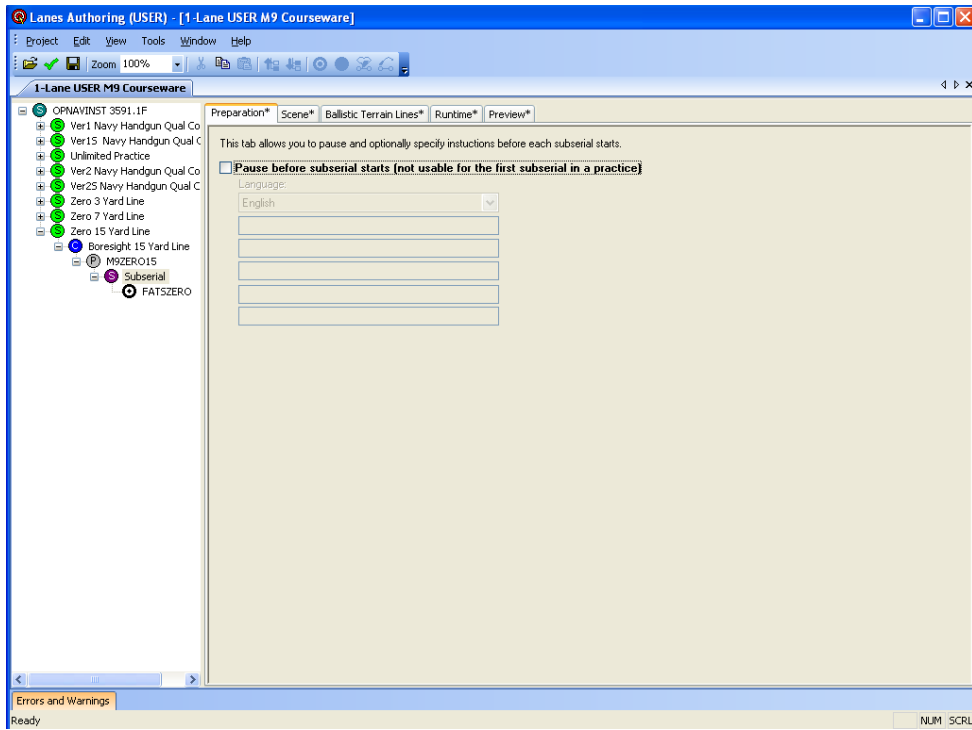 Lanes Authoring (USER) - [1-Lane USER M9 Courseware]
Project Edit View Tools Window Help
Zoom 100%
1-Lane USER M9 Courseware
OPNAVINST 3591.1F
Ver1 Navy Handgun Qual Co
Ver1S Navy Handgun Qual C
Unlimited Practice
Ver2 Navy Handgun Qual Co
Ver2S Navy Handgun Qual C
Zero 3 Yard Line
Zero 7 Yard Line
Zero 15 Yard Line
C Boresight 15 Yard Line
P M9ZERO15
S Subserial
FATSZERO
Preparation* Scene* Ballistic Terrain Lines* Runtime* Preview*
This tab allows you to pause and optionally specify instuctions before each subserial starts.
Pause before subserial starts (not usable for the first subserial in a practice)
Language:
English
Errors and Warnings
Ready NUM SCRL